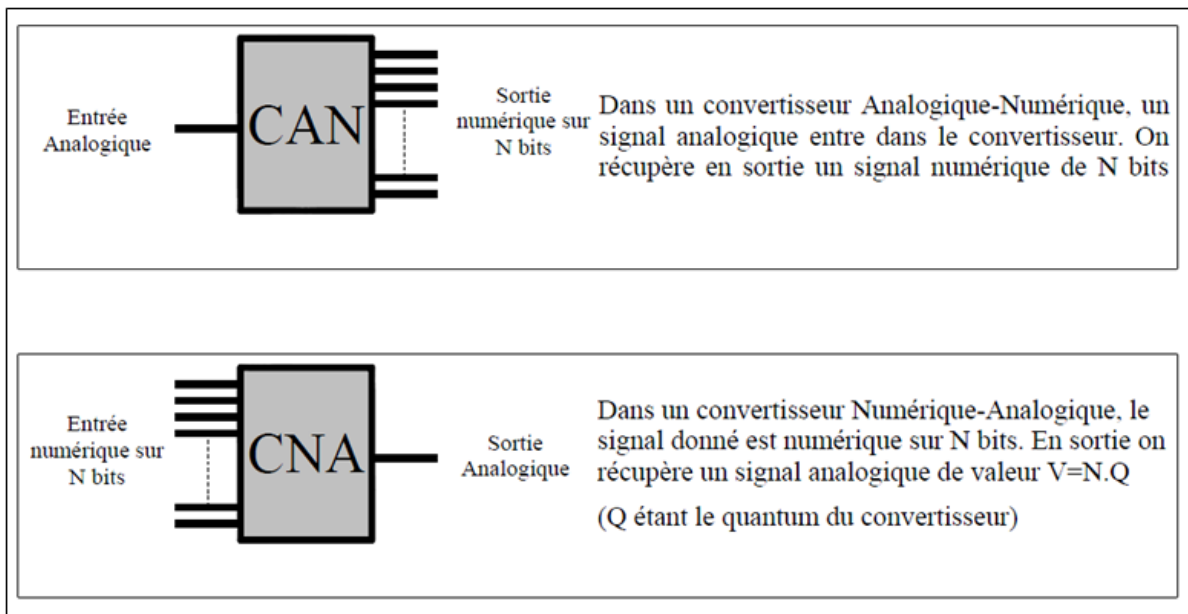 Entrée
Analogique
CAN
Sortie
numérique sur
N bits
Dans un convertisseur Analogique-Numérique, un
signal analogique entre dans le convertisseur. On
récupère en sortie un signal numérique de N bits
Entrée
numérique sur
N bits
CNA
Sortie
Analogique
Dans un convertisseur Numérique-Analogique, le
signal donné est numérique sur N bits. En sortie on
récupère un signal analogique de valeur V=N.Q
(Q étant le quantum du convertisseur)